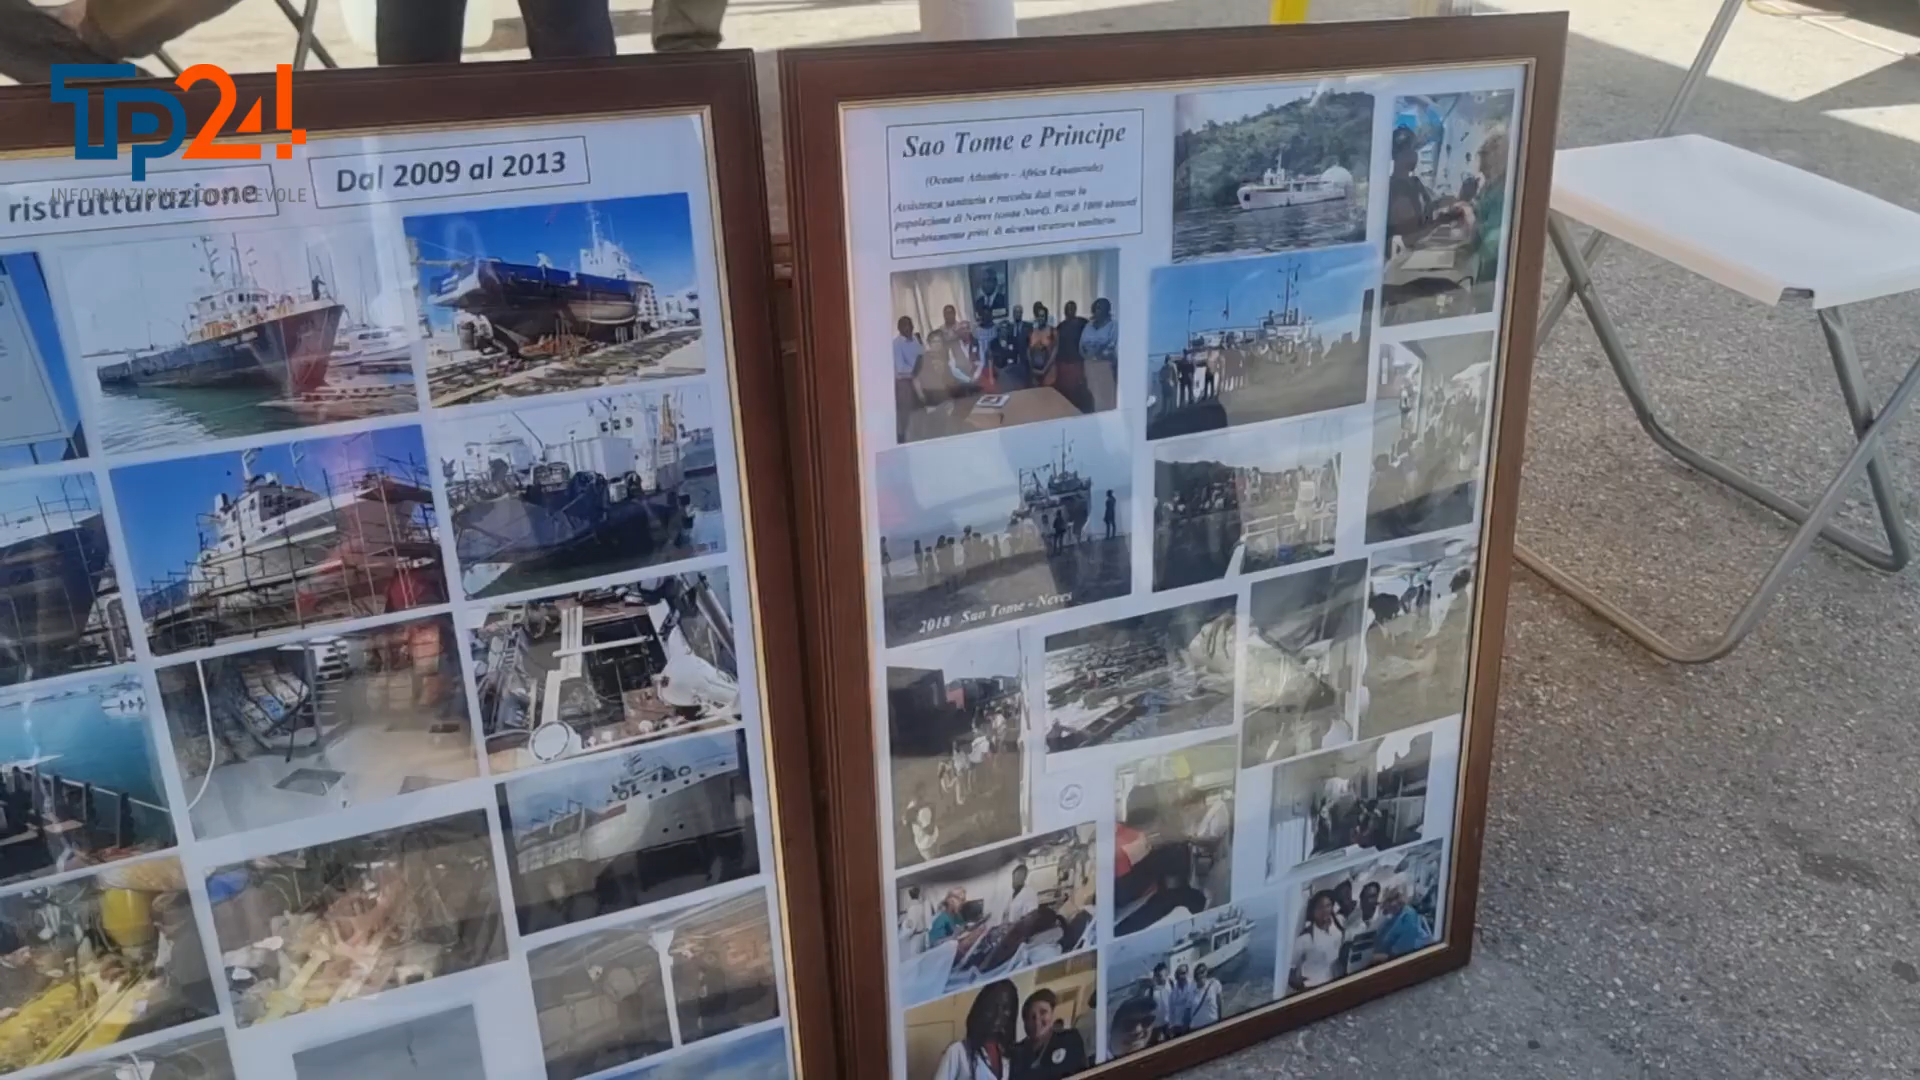 TP24!
INFORMAZIONE CONSAPEVOLE
ristrutturazione
Dal 2009 al 2013
Sao Tome e Principe
(Oceano Atlantico - Africa Equatoriale)
Assistenza sanitaria e raccolta dati verso la
popolazione di Neves (costa Nord). Più di 1000 abitanti
completamente privi di alcuna struttura sanitaria.
2018 Sao Tome - Neves